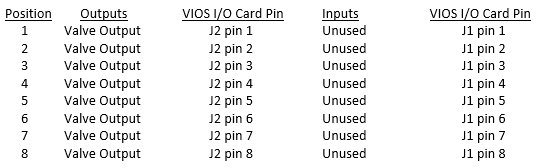 Position Outputs VIOS I/O Card Pin Inputs VIOS I/O Card Pin
1 Valve Output J2 pin 1 Unused J1 pin 1
2 Valve Output J2 pin 2 Unused J1 pin 2
3 Valve Output J2 pin 3 Unused J1 pin 3
4 Valve Output J2 pin 4 Unused J1 pin 4
5 Valve Output J2 pin 5 Unused J1 pin 5
6 Valve Output J2 pin 6 Unused J1 pin 6
7 Valve Output J2 pin 7 Unused J1 pin 7
8 Valve Output J2 pin 8 Unused J1 pin 8